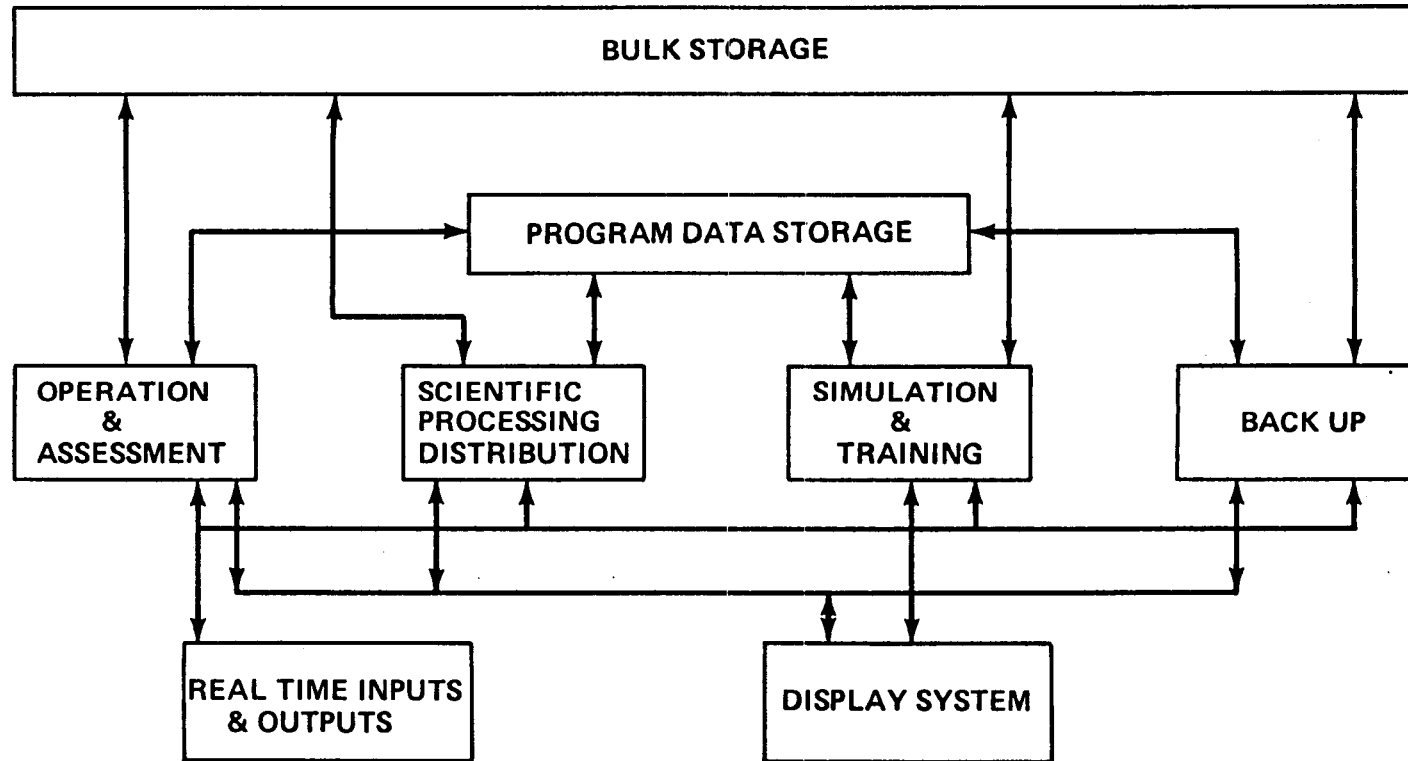 BULK STORAGE
PROGRAM DATA STORAGE
OPERATION
&
ASSESSMENT
SCIENTIFIC
PROCESSING
DISTRIBUTION
SIMULATION
&
TRAINING
BACK UP
REAL TIME INPUTS
& OUTPUTS
DISPLAY SYSTEM